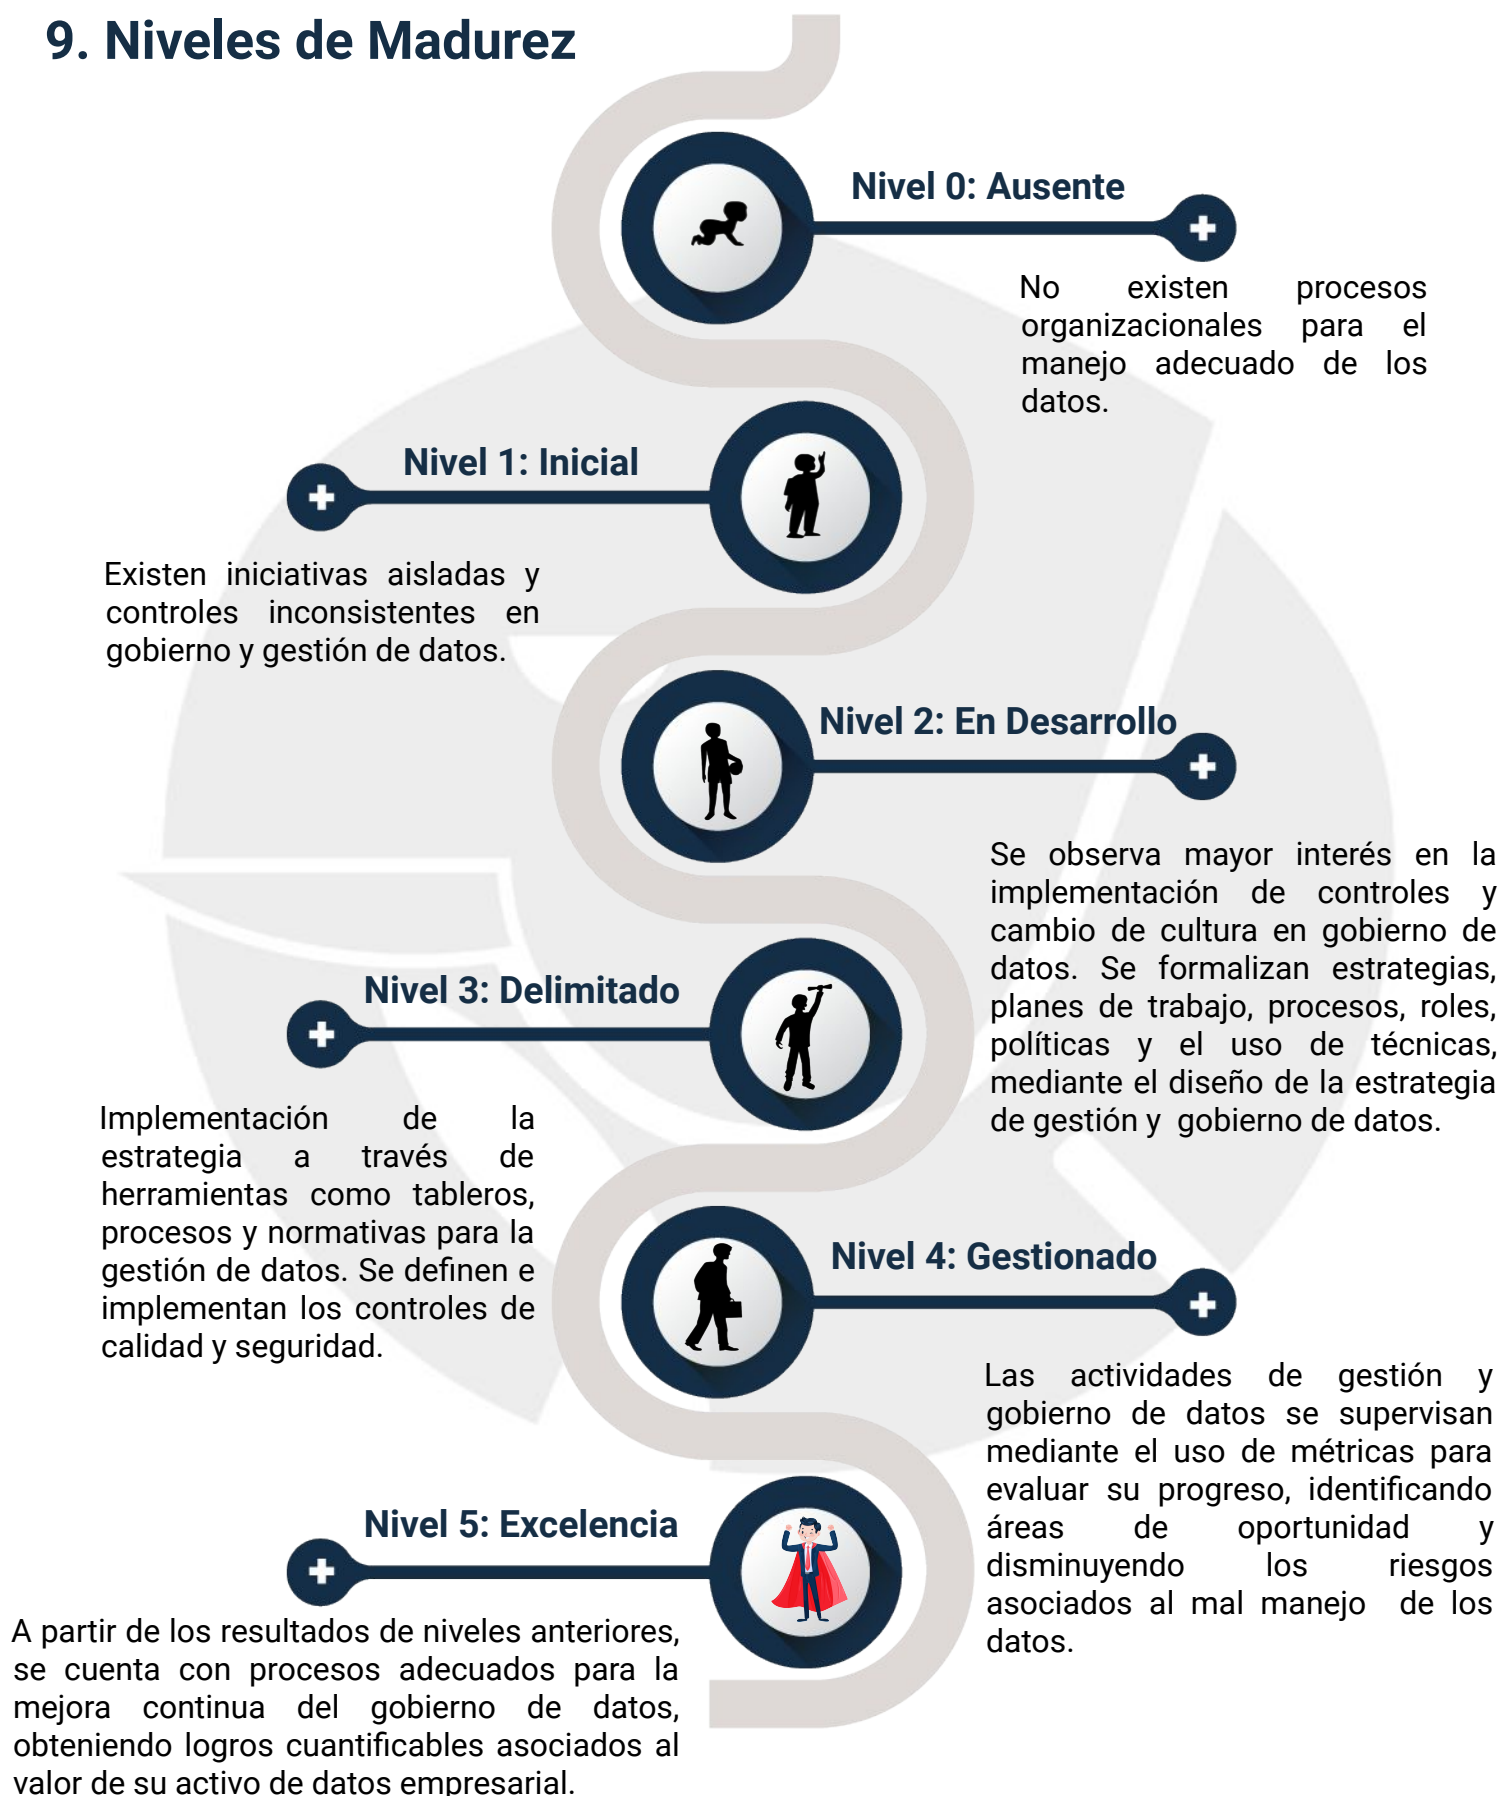 9. Niveles de Madurez
Nivel 0: Ausente
No existen procesos
organizacionales para el
manejo adecuado de los
datos.
Nivel 1: Inicial
Existen iniciativas aisladas y
controles inconsistentes en
gobierno y gestión de datos.
Nivel 2: En Desarrollo
Se observa mayor interés en la
implementación de controles y
cambio de cultura en gobierno de
datos. Se formalizan estrategias,
planes de trabajo, procesos, roles,
políticas y el uso de técnicas,
mediante el diseño de la estrategia
de gestión y gobierno de datos.
Nivel 3: Delimitado
Implementación de la
estrategia a través de
herramientas como tableros,
procesos y normativas para la
gestión de datos. Se definen e
implementan los controles de
calidad y seguridad.
Nivel 4: Gestionado
Las actividades de gestión y
gobierno de datos se supervisan
mediante el uso de métricas para
evaluar su progreso, identificando
áreas de oportunidad y
disminuyendo los riesgos
asociados al mal manejo de los
datos.
Nivel 5: Excelencia
A partir de los resultados de niveles anteriores,
se cuenta con procesos adecuados para la
mejora continua del gobierno de datos,
obteniendo logros cuantificables asociados al
valor de su activo de datos empresarial.